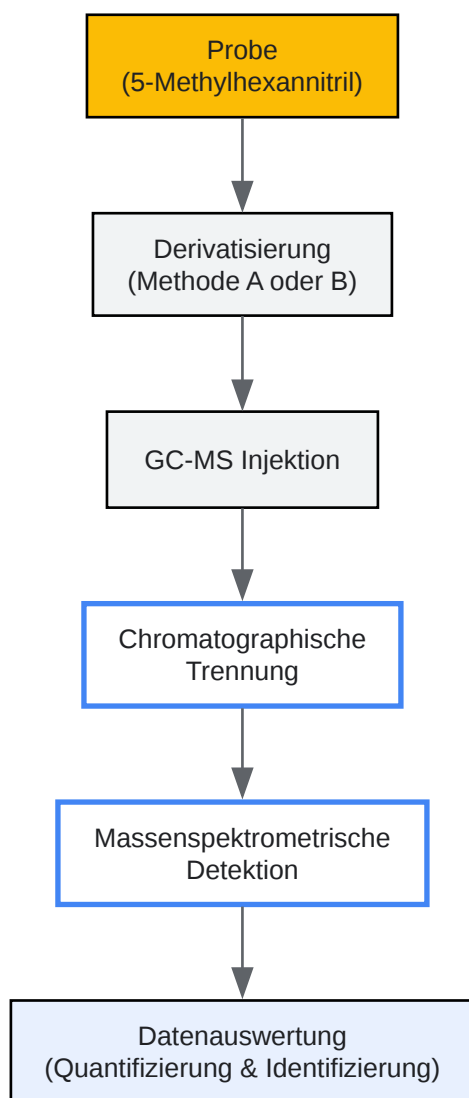 Probe
(5-Methylhexannitril)
Derivatisierung
(Methode A oder B)
GC-MS Injektion
Chromatographische
Trennung
Massenspektrometrische
Detektion
Datenauswertung
(Quantifizierung & Identifizierung)